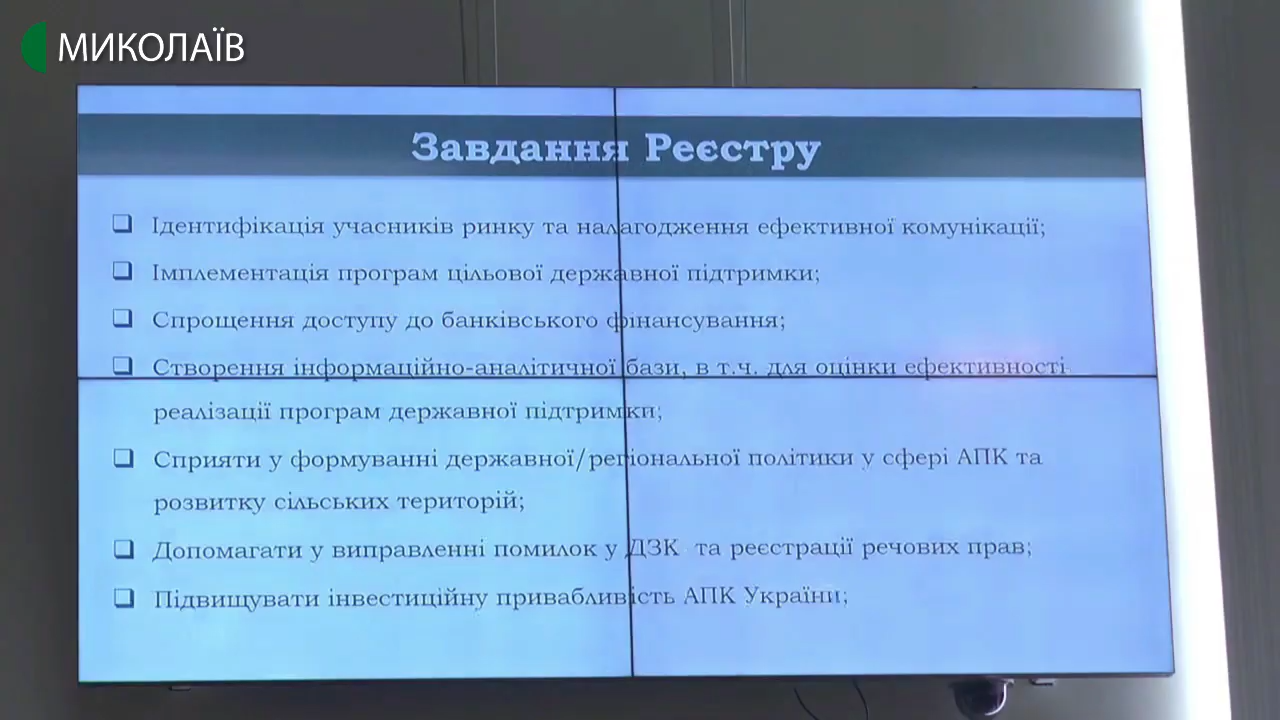 МИКОЛАЇВ
Завдання Реєстру
Ідентифікація учасників ринку та налагодження ефективної комунікації;
Імплементація програм цільової державної підтримки;
Спрощення доступу до банківського фінансування;
Створення інформаційно-аналітичної бази, в т.ч. для оцінки ефективності
реалізації програм державної підтримки;
Сприяти у формуванні державної/регіональної політики у сфері АПК та
розвитку сільських територій;
Допомагати у виправленні помилок у ДЗК та реєстрації речових прав;
Підвищувати інвестиційну привабливість АПК України;